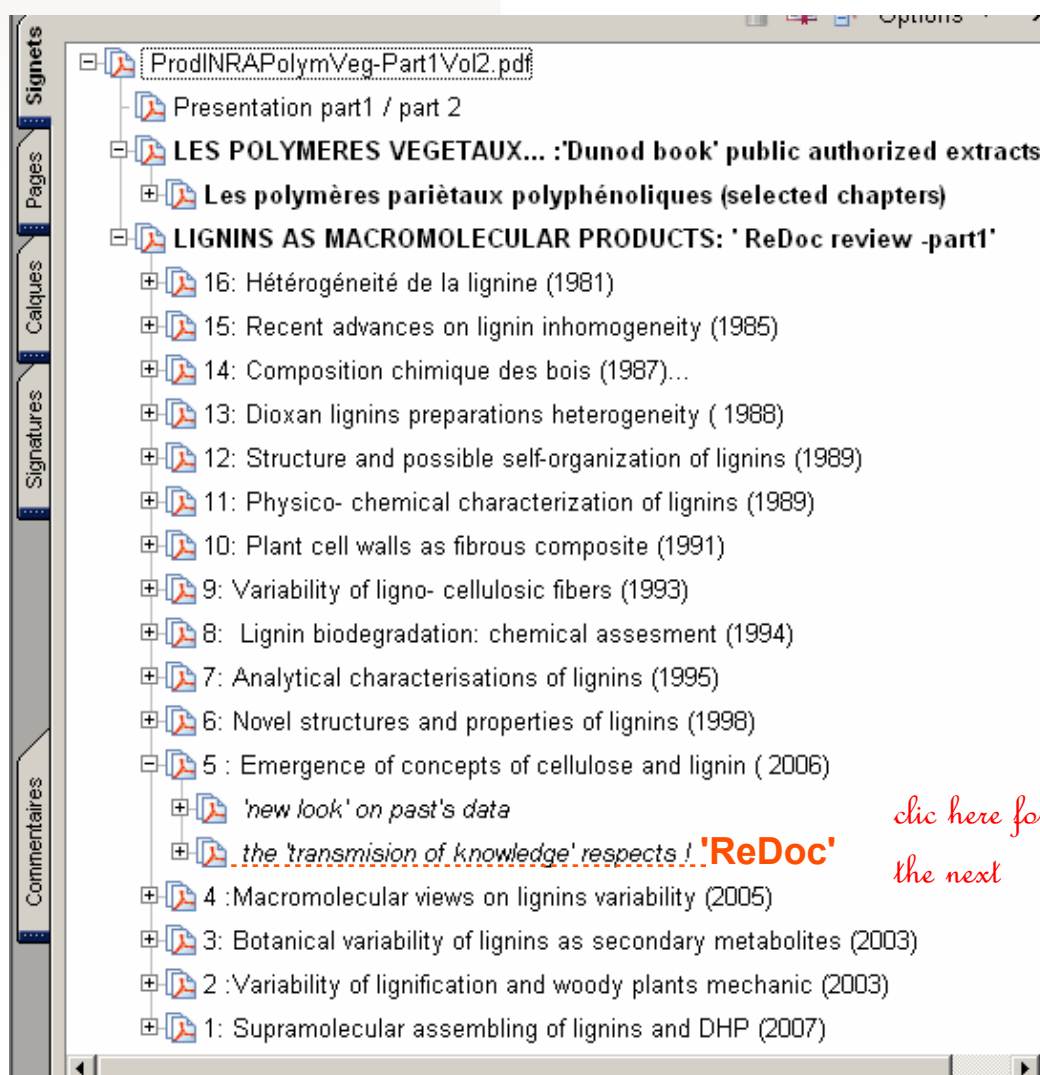 Options
Signets
Pages
Calques
Signatures
Commentaires
ProdINRAPolymVeg-Part1Vol2.pdf
Presentation part1 / part 2
LES POLYMERES VEGETAUX... :'Dunod book' public authorized extracts
Les polymères pariètaux polyphénoliques (selected chapters)
LIGNINS AS MACROMOLECULAR PRODUCTS: ' ReDoc review -part1'
16: Hétérogéneité de la lignine (1981)
15: Recent advances on lignin inhomogeneity (1985)
14: Composition chimique des bois (1987)...
13: Dioxan lignins preparations heterogeneity ( 1988)
12: Structure and possible self-organization of lignins (1989)
11: Physico- chemical characterization of lignins (1989)
10: Plant cell walls as fibrous composite (1991)
9: Variability of ligno- cellulosic fibers (1993)
8: Lignin biodegradation: chemical assesment (1994)
7: Analytical characterisations of lignins (1995)
6: Novel structures and properties of lignins (1998)
5 : Emergence of concepts of cellulose and lignin ( 2006)
'new look' on past's data
the 'transmision of knowledge' respects ! 'ReDoc'
clic here fo
the next
4 :Macromolecular views on lignins variability (2005)
3: Botanical variability of lignins as secondary metabolites (2003)
2 :Variability of lignification and woody plants mechanic (2003)
1: Supramolecular assembling of lignins and DHP (2007)